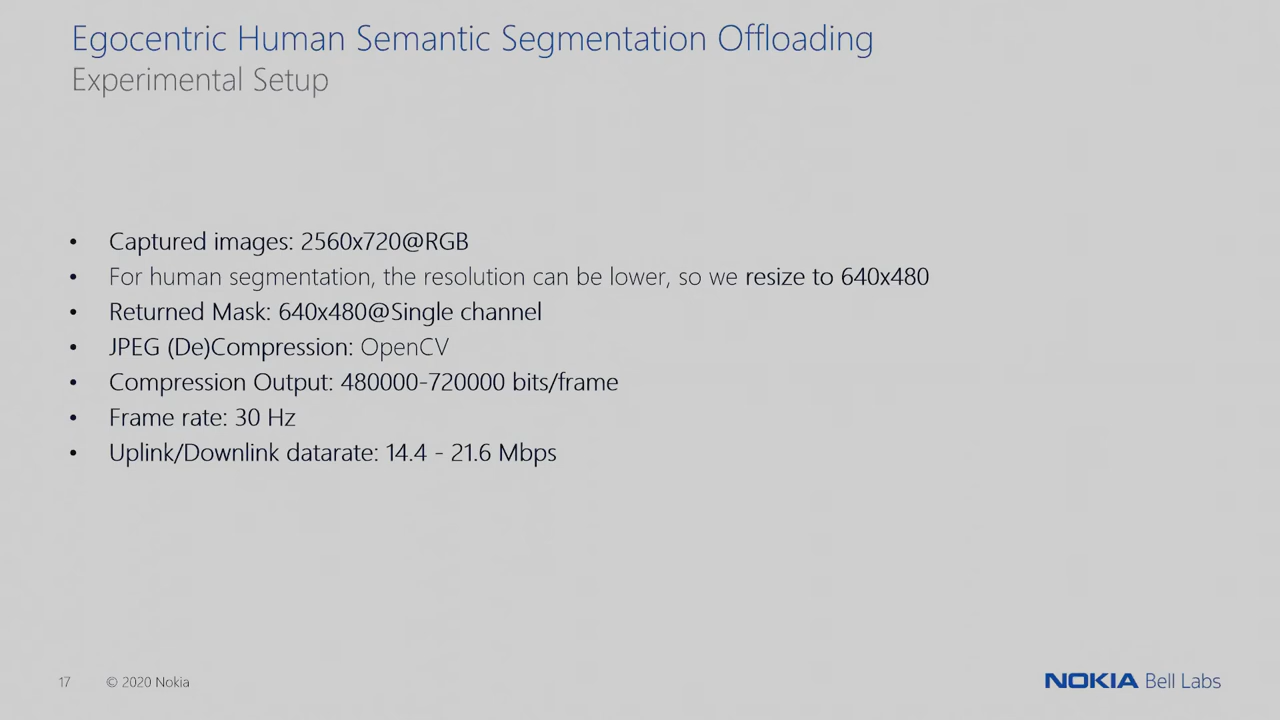 Egocentric Human Semantic Segmentation Offloading
Experimental Setup
• Captured images: 2560x720@RGB
• For human segmentation, the resolution can be lower, so we resize to 640x480
• Returned Mask: 640x480@Single channel
• JPEG (De)Compression: OpenCV
• Compression Output: 480000-720000 bits/frame
• Frame rate: 30 Hz
• Uplink/Downlink datarate: 14.4 - 21.6 Mbps
17 © 2020 Nokia
NOKIA Bell Labs